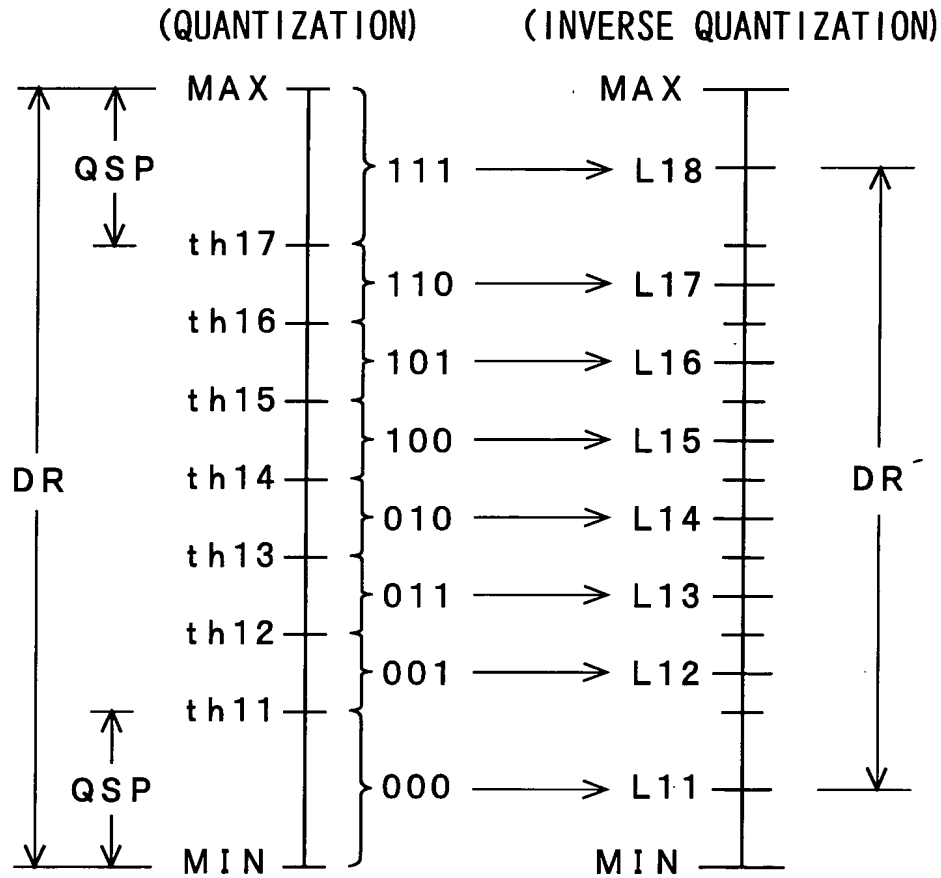 (QUANTIZATION) (INVERSE QUANTIZATION)
MAX MAX
QSP 111 L18
th17
110 L17
th16
101 L16
th15
100 L15
DR th14 DR
010 L14
th13
011 L13
th12
001 L12
th11
QSP 000 L11
MIN MIN